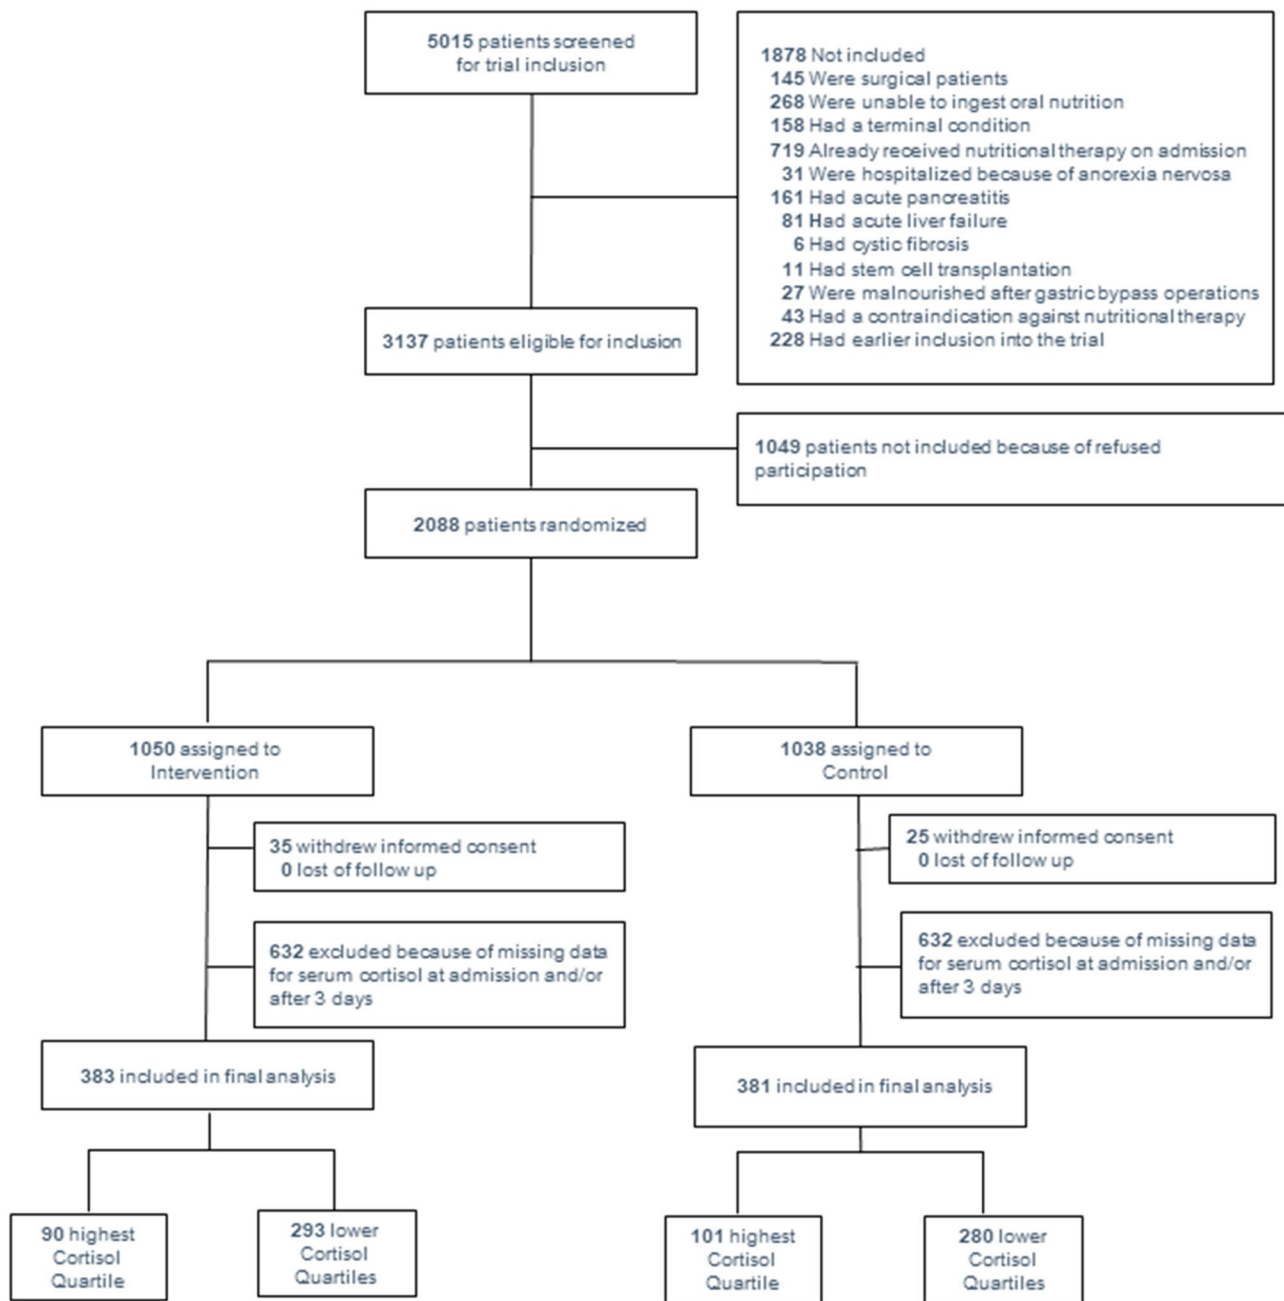 5015 patients screened
for trial inclusion
1878 Not included
145 Were surgical patients
268 Were unable to ingest oral nutrition
158 Had a terminal condition
719 Already received nutritional therapy on admission
31 Were hospitalized because of anorexia nervosa
161 Had acute pancreatitis
81 Had acute liver failure
6 Had cystic fibrosis
11 Had stem cell transplantation
27 Were malnourished after gastric bypass operations
43 Had a contraindication against nutritional therapy
228 Had earlier inclusion into the trial
3137 patients eligible for inclusion
1049 patients not included because of refused
participation
2088 patients randomized
1050 assigned to
Intervention
1038 assigned to
Control
35 withdrew informed consent
0 lost of follow up
25 withdrew informed consent
0 lost of follow up
632 excluded because of missing data
for serum cortisol at admission and/or
after 3 days
632 excluded because of missing data
for serum cortisol at admission and/or
after 3 days
383 included in final analysis
381 included in final analysis
90 highest
Cortisol
Quartile
293 lower
Cortisol
Quartiles
101 highest
Cortisol
Quartile
280 lower
Cortisol
Quartiles